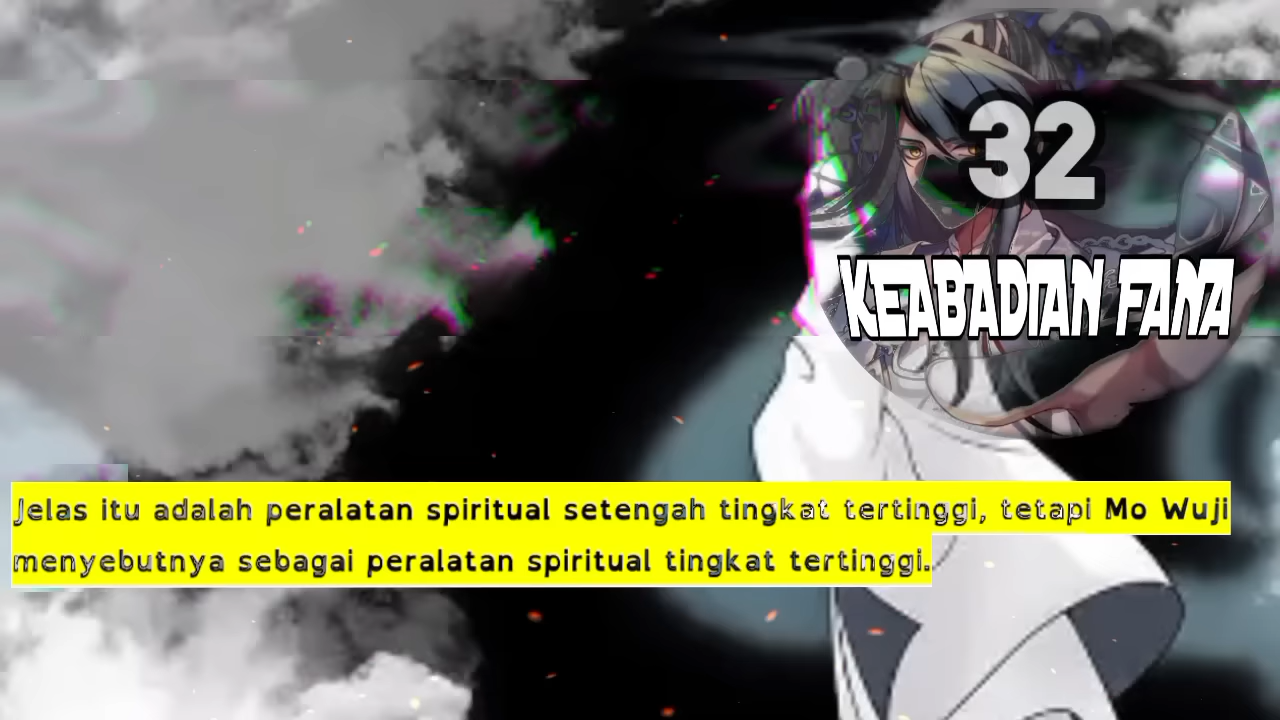 32
KEABADIAN FANA
Jelas itu adalah peralatan spiritual setengah tingkat tertinggi, tetapi Mo Wuji
menyebutnya sebagai peralatan spiritual tingkat tertinggi.